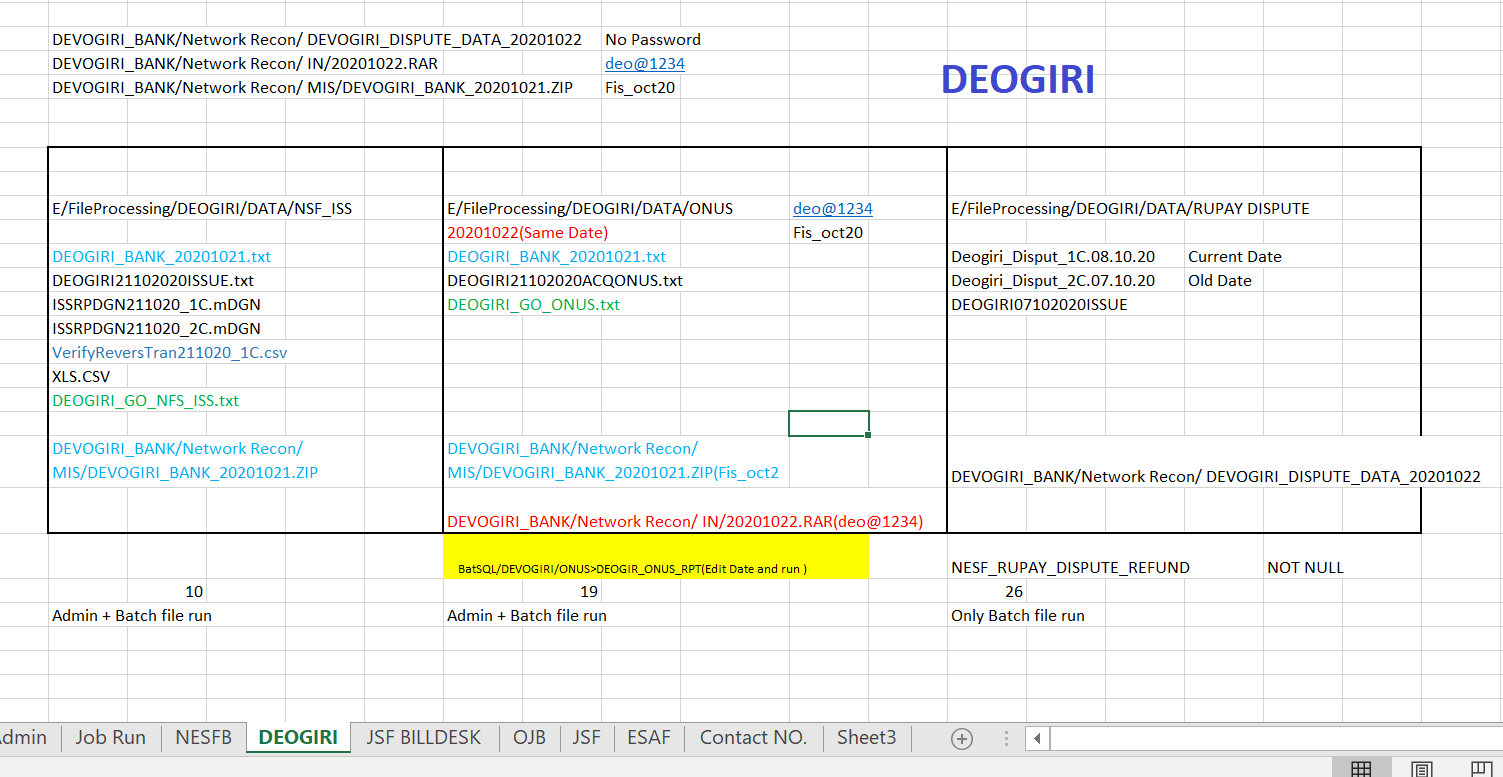 DEVOGIRI_BANK/Network Recon/ DEVOGIRI_DISPUTE_DATA_20201022 No Password
DEVOGIRI_BANK/Network Recon/ IN/20201022.RAR deo@1234
DEVOGIRI_BANK/Network Recon/ MIS/DEVOGIRI_BANK_20201021.ZIP Fis_oct20
DEOGIRI
E/FileProcessing/DEOGIRI/DATA/NSF_ISS
DEOGIRI_BANK_20201021.txt
DEOGIRI21102020ISSUE.txt
ISSRPDGN211020_1C.mDGN
ISSRPDGN211020_2C.mDGN
VerifyReversTran211020_1C.csv
XLS.CSV
DEOGIRI_GO_NFS_ISS.txt
DEVOGIRI_BANK/Network Recon/
MIS/DEVOGIRI_BANK_20201021.ZIP
E/FileProcessing/DEOGIRI/DATA/ONUS deo@1234
20201022(Same Date) Fis_oct20
DEOGIRI_BANK_20201021.txt
DEOGIRI21102020ACQONUS.txt
DEOGIRI_GO_ONUS.txt
DEVOGIRI_BANK/Network Recon/
MIS/DEVOGIRI_BANK_20201021.ZIP(Fis_oct2
DEVOGIRI_BANK/Network Recon/ IN/20201022.RAR(deo@1234)
E/FileProcessing/DEOGIRI/DATA/RUPAY DISPUTE
Deogiri_Disput_1C.08.10.20 Current Date
Deogiri_Disput_2C.07.10.20 Old Date
DEOGIRI07102020ISSUE
DEVOGIRI_BANK/Network Recon/ DEVOGIRI_DISPUTE_DATA_20201022
BatSQL/DEVOGIRI/ONUS>DEOGIR_ONUS_RPT(Edit Date and run )
NESF_RUPAY_DISPUTE_REFUND NOT NULL
10 19 26
Admin + Batch file run Admin + Batch file run Only Batch file run
dmin Job Run NESFB DEOGIRI JSF BILLDESK OJB JSF ESAF Contact NO. Sheet3